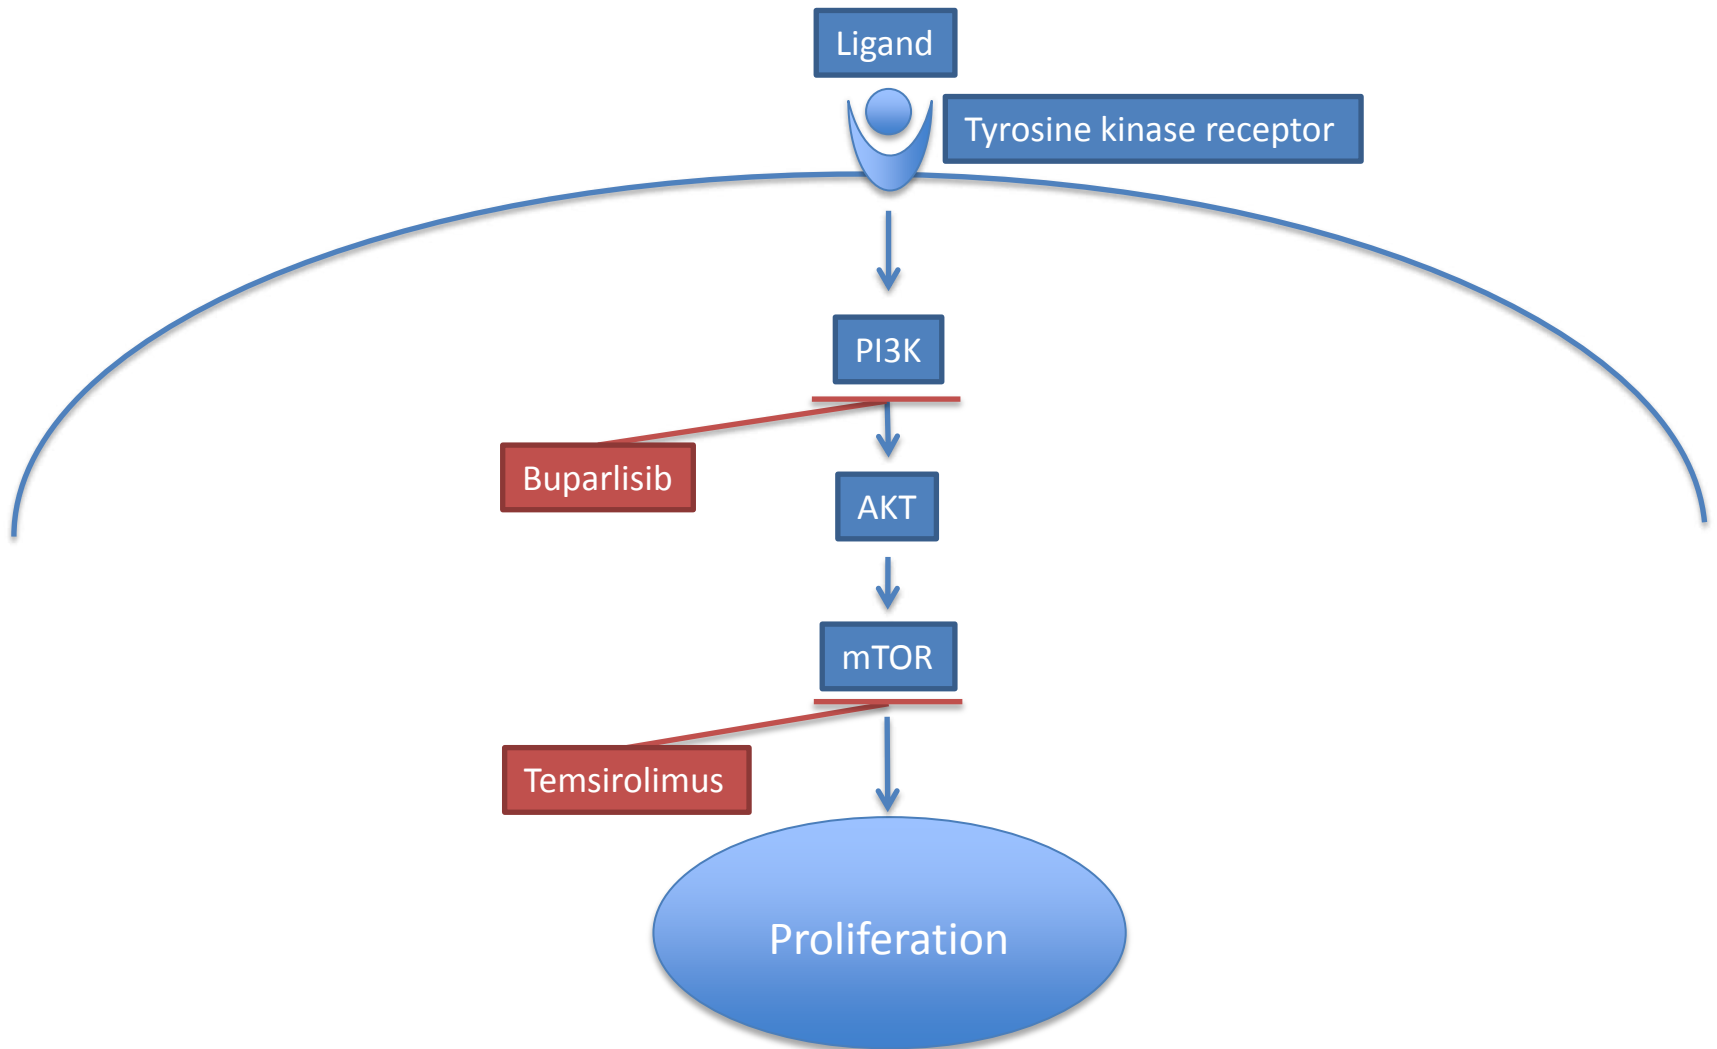 Ligand
Tyrosine kinase receptor
PI3K
Buparlisib
AKT
mTOR
Temsirolimus
Proliferation